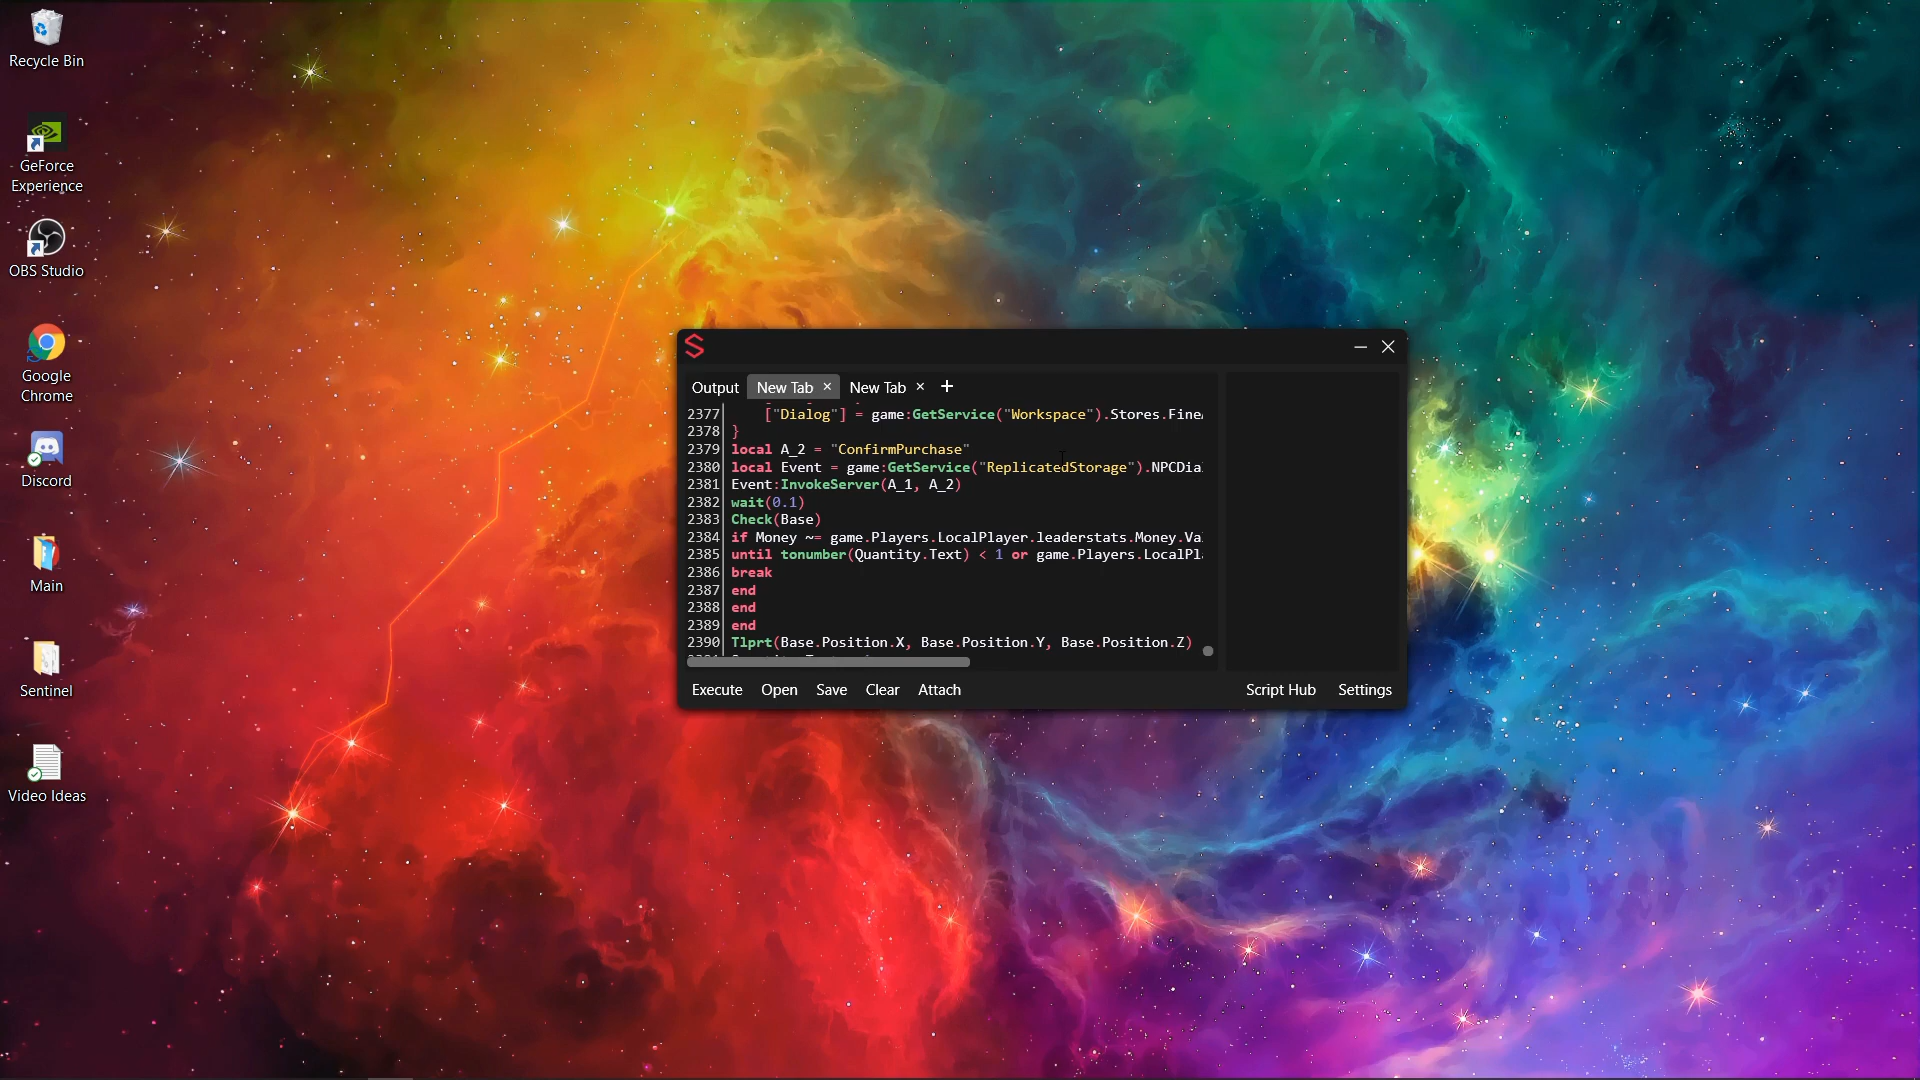 Recycle Bin
GeForce
Experience
OBS Studio
Google
Chrome
Discord
Main
Sentinel
Video Ideas
Output New Tab × New Tab × +
2377 ["Dialog"] = game:GetService("Workspace").Stores.Fine
2378 }
2379 local A_2 = "ConfirmPurchase"
2380 local Event = game:GetService("ReplicatedStorage").NPCDia
2381 Event:InvokeServer(A_1, A_2)
2382 wait(0.1)
2383 Check(Base)
2384 if Money ~= game.Players.LocalPlayer.leaderstats.Money.Va
2385 until tonumber(Quantity.Text) < 1 or game.Players.LocalPl
2386 break
2387 end
2388 end
2389 end
2390 Tlprt(Base.Position.X, Base.Position.Y, Base.Position.Z)
Execute Open Save Clear Attach Script Hub Settings